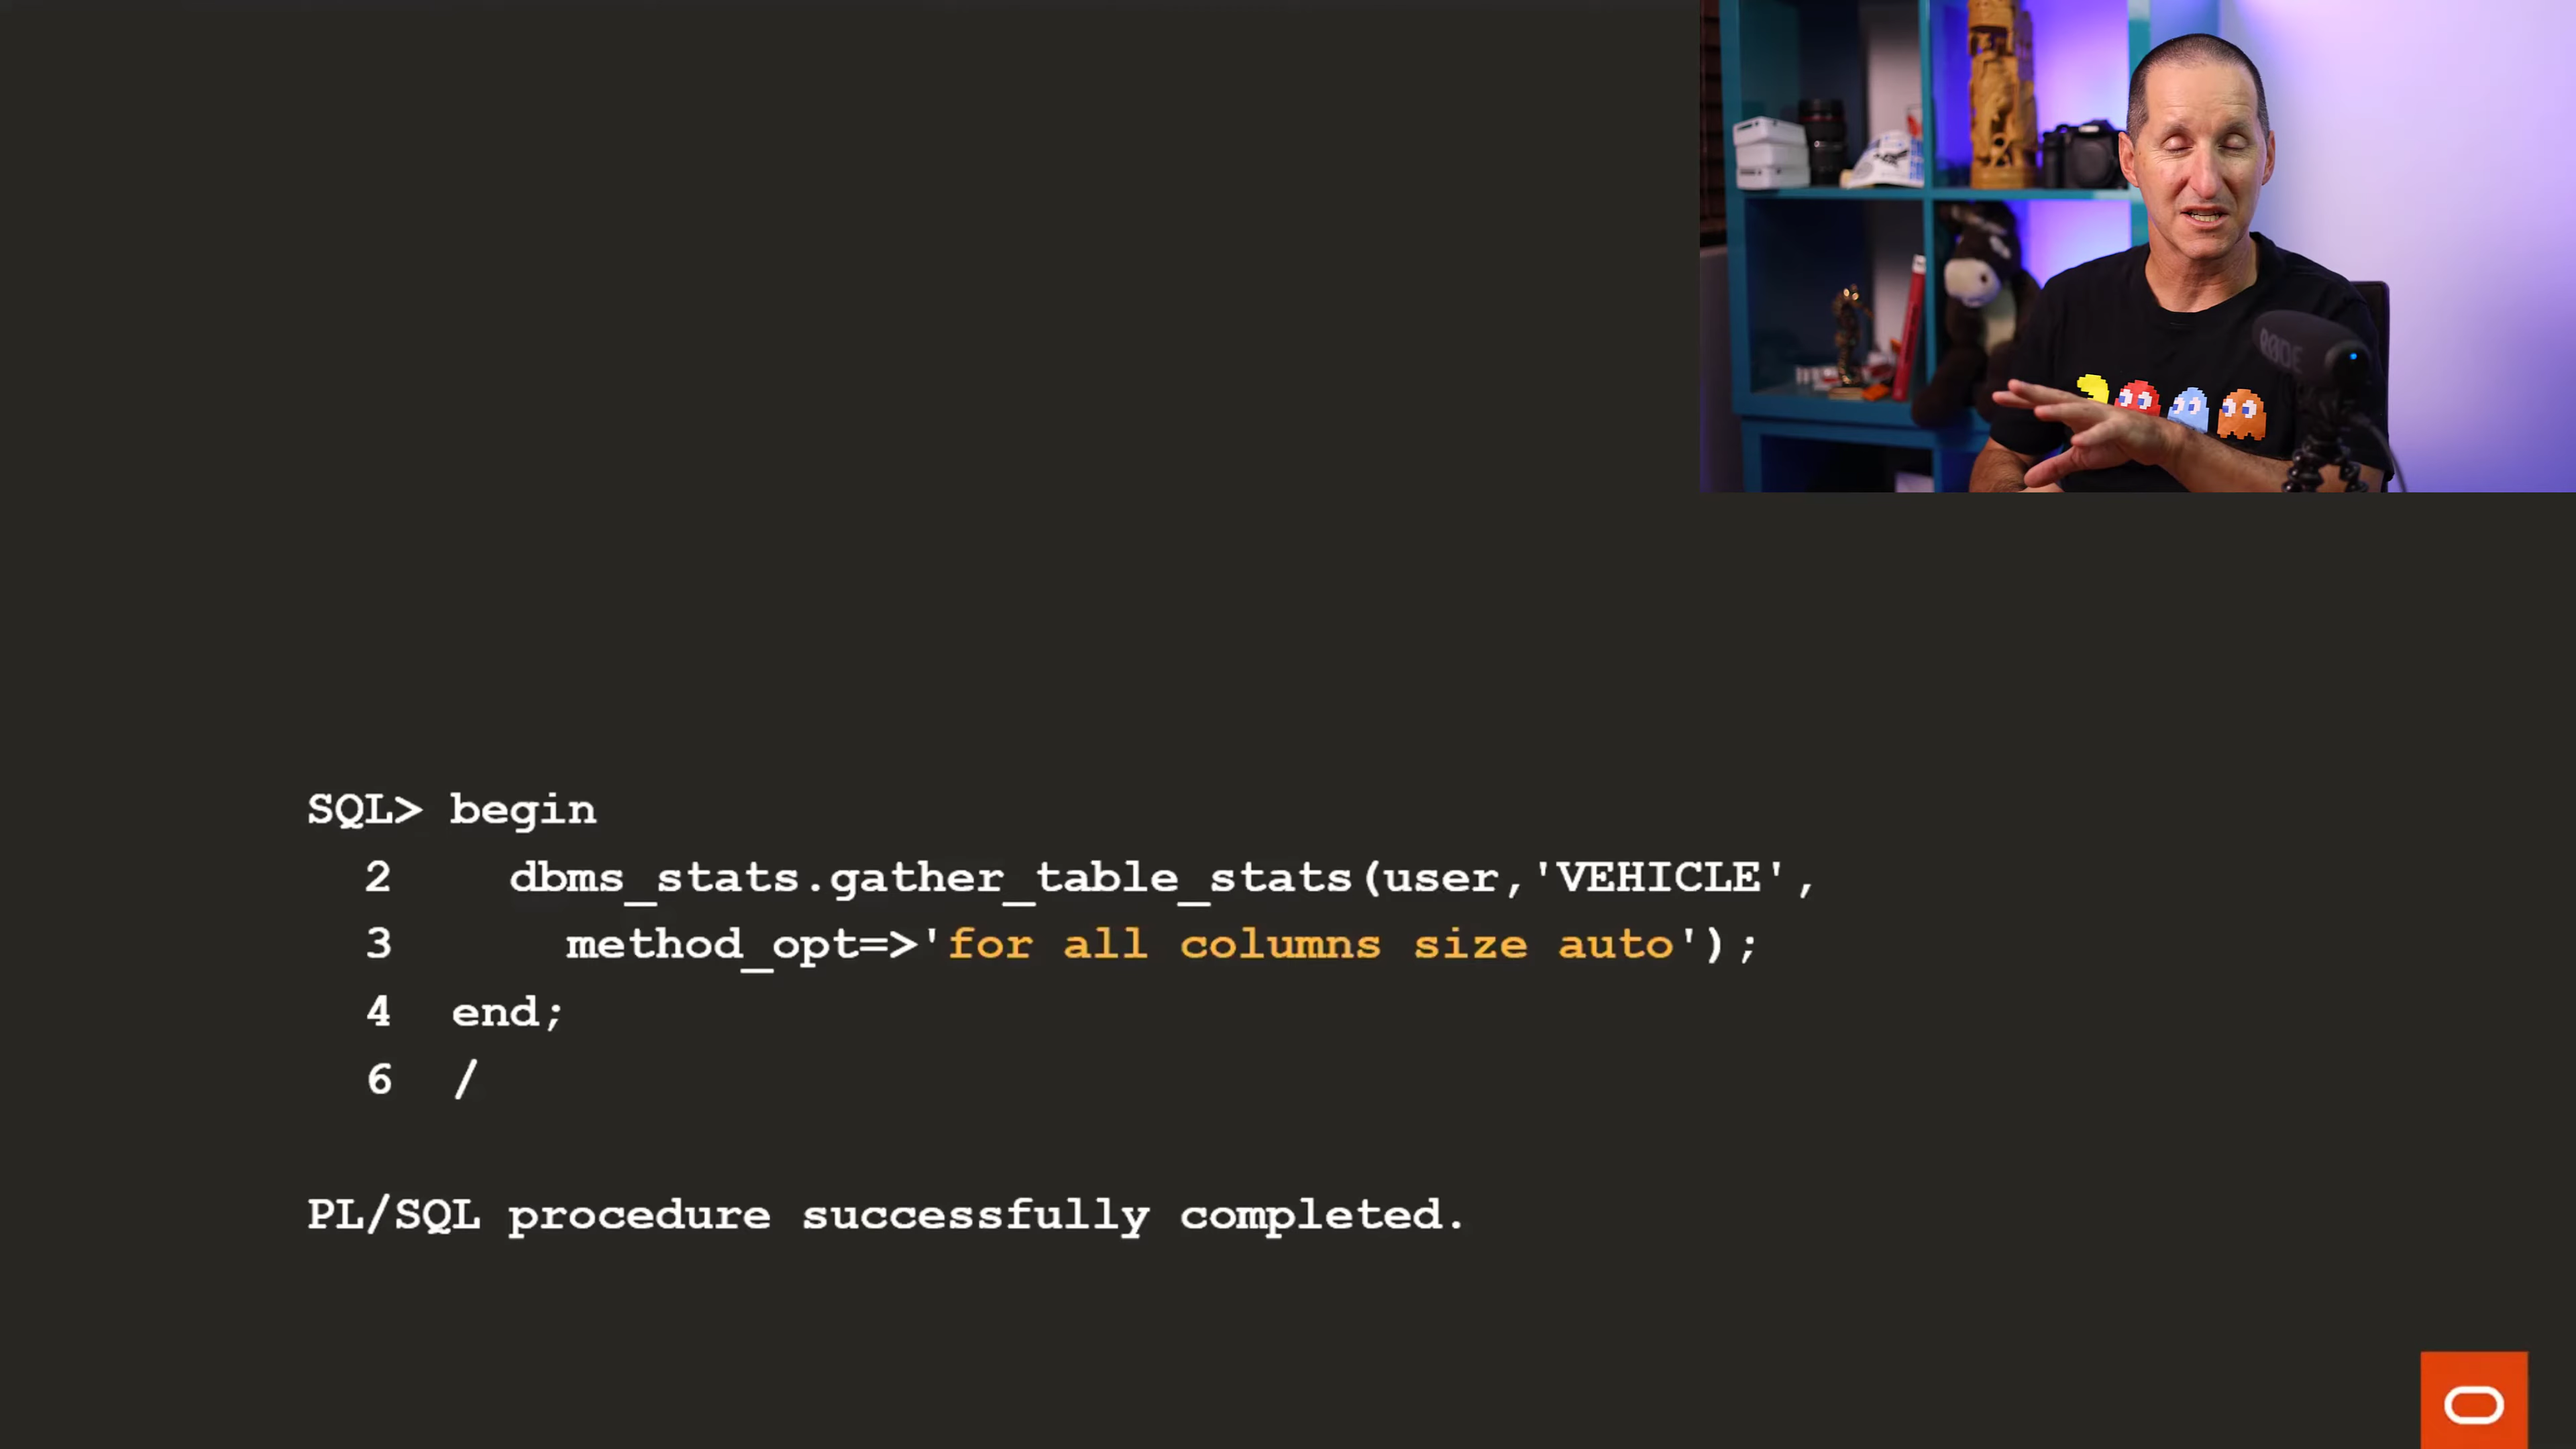 RØDE
SQL> begin
2 dbms_stats.gather_table_stats(user,'VEHICLE',
3 method_opt=>'for all columns size auto');
4 end;
6 /
PL/SQL procedure successfully completed.